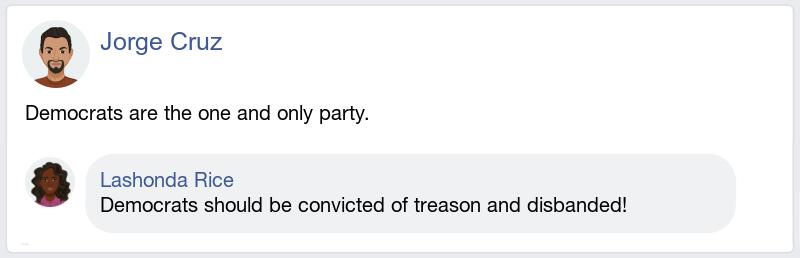 Jorge Cruz
Democrats are the one and only party.
Lashonda Rice
Democrats should be convicted of treason and disbanded!